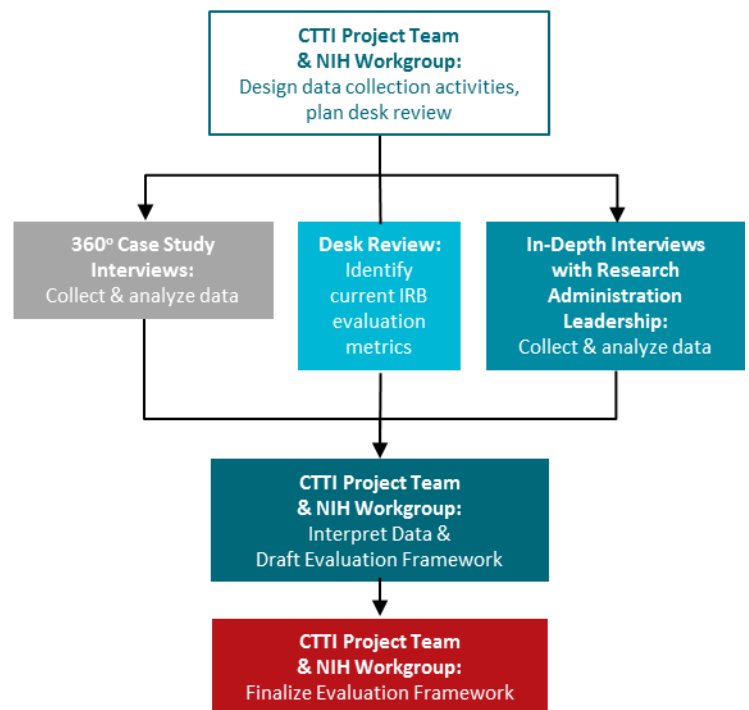 CTTI Project Team
& NIH Workgroup:
Design data collection activities,
plan desk review
360º Case Study
Interviews:
Collect & analyze data
Desk Review:
Identify
current IRB
evaluation
metrics
In-Depth Interviews
with Research
Administration
Leadership:
Collect & analyze data
CTTI Project Team
& NIH Workgroup:
Interpret Data &
Draft Evaluation Framework
CTTI Project Team
& NIH Workgroup:
Finalize Evaluation Framework